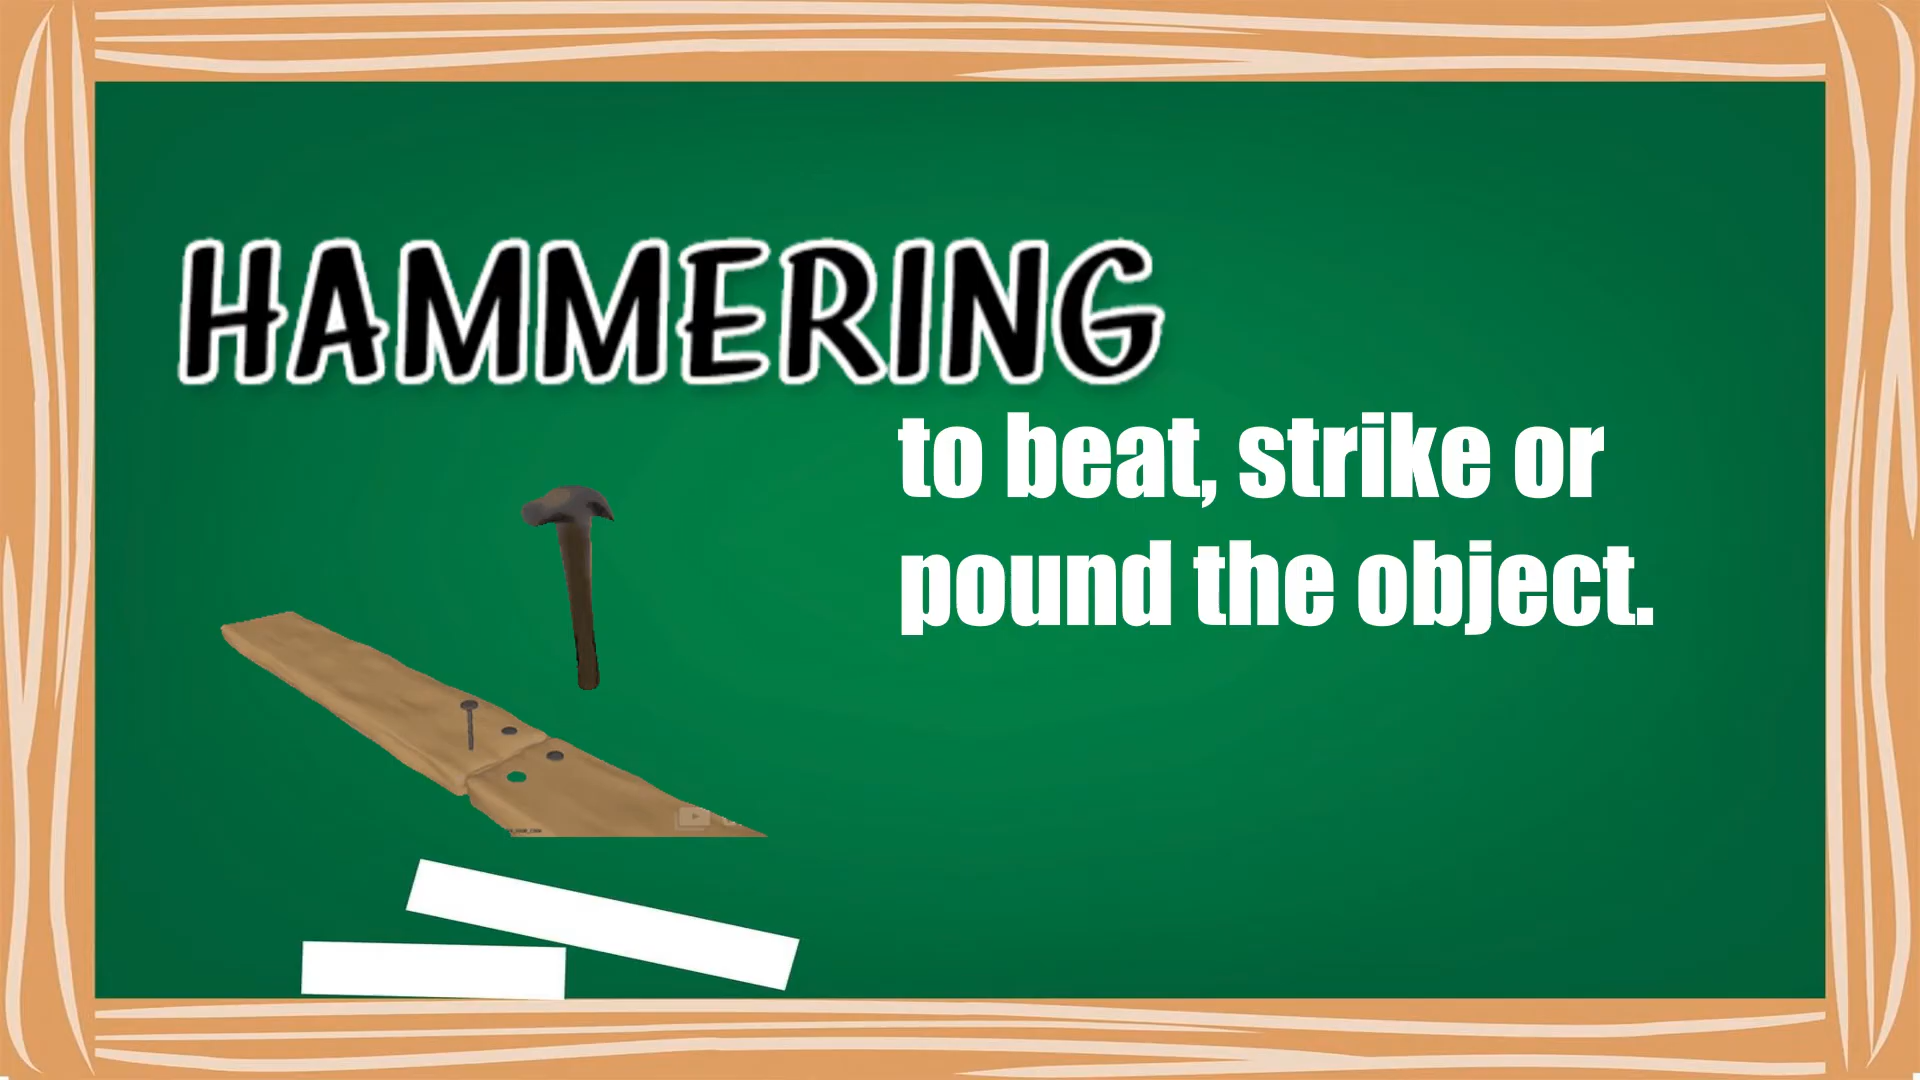 HAMMERING
to beat, strike or
pound the object.